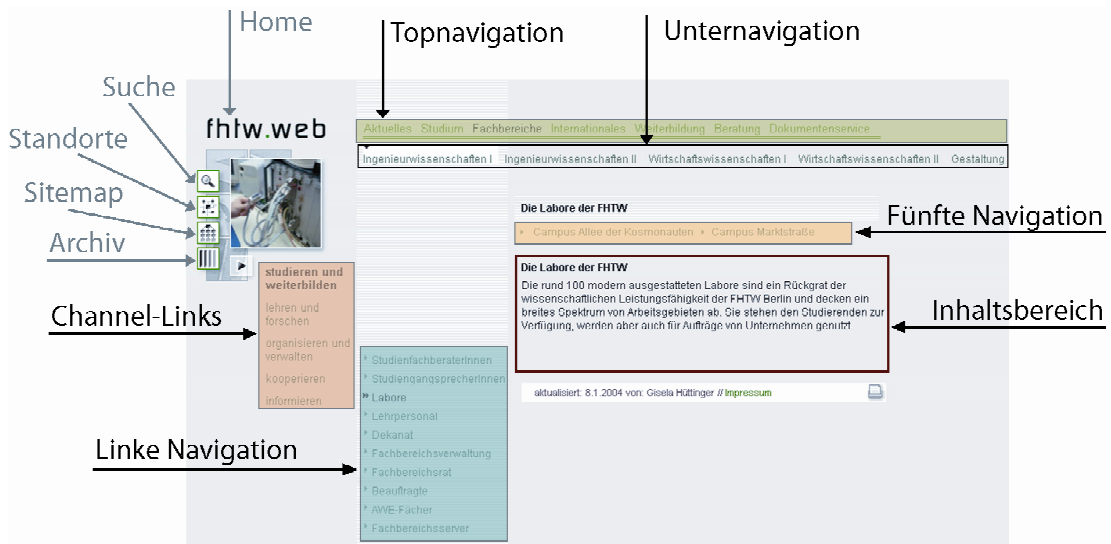 Home
Topnavigation
Unternavigation
Suche
Standorte
Sitemap
Archiv
fhtw.web
Aktuelles Studium Fachbereiche Internationales Weiterbildung Beratung Dokumentenservice
Ingenieurwissenschaften I Ingenieurwissenschaften II Wirtschaftswissenschaften I Wirtschaftswissenschaften II Gestaltung
Die Labore der FHTW
Campus Allee der Kosmonauten Campus Marktstraße
Fünfte Navigation
Channel-Links
studieren und
weiterbilden
lehren und
forschen
organisieren und
verwalten
kooperieren
informieren
Die Labore der FHTW
Die rund 100 modern ausgestatteten Labore sind ein Rückgrat der
wissenschaftlichen Leistungsfähigkeit der FHTW Berlin und decken ein
breites Spektrum von Arbeitsgebieten ab. Sie stehen den Studierenden zur
Verfügung, werden aber auch für Aufträge von Unternehmen genutzt.
Inhaltsbereich
aktualisiert: 8.1.2004 von: Gisela Hüttinger // Impressum
Linke Navigation
StudienfachberaterInnen
StudiengangsprecherInnen
Labore
Lehrpersonal
Dekanat
Fachbereichsverwaltung
Fachbereichsrat
Beauftragte
AWE-Fächer
Fachbereichsserver